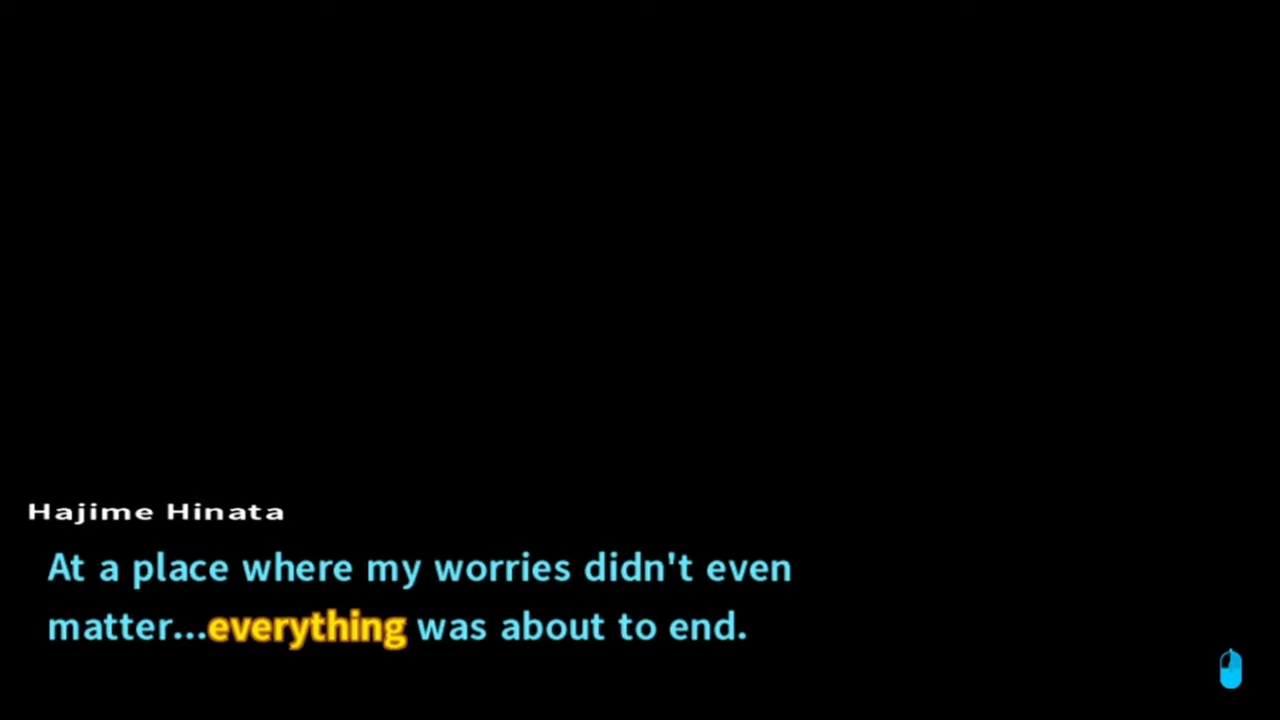 Hajime Hinata
At a place where my worries didn't even
matter...everything was about to end.